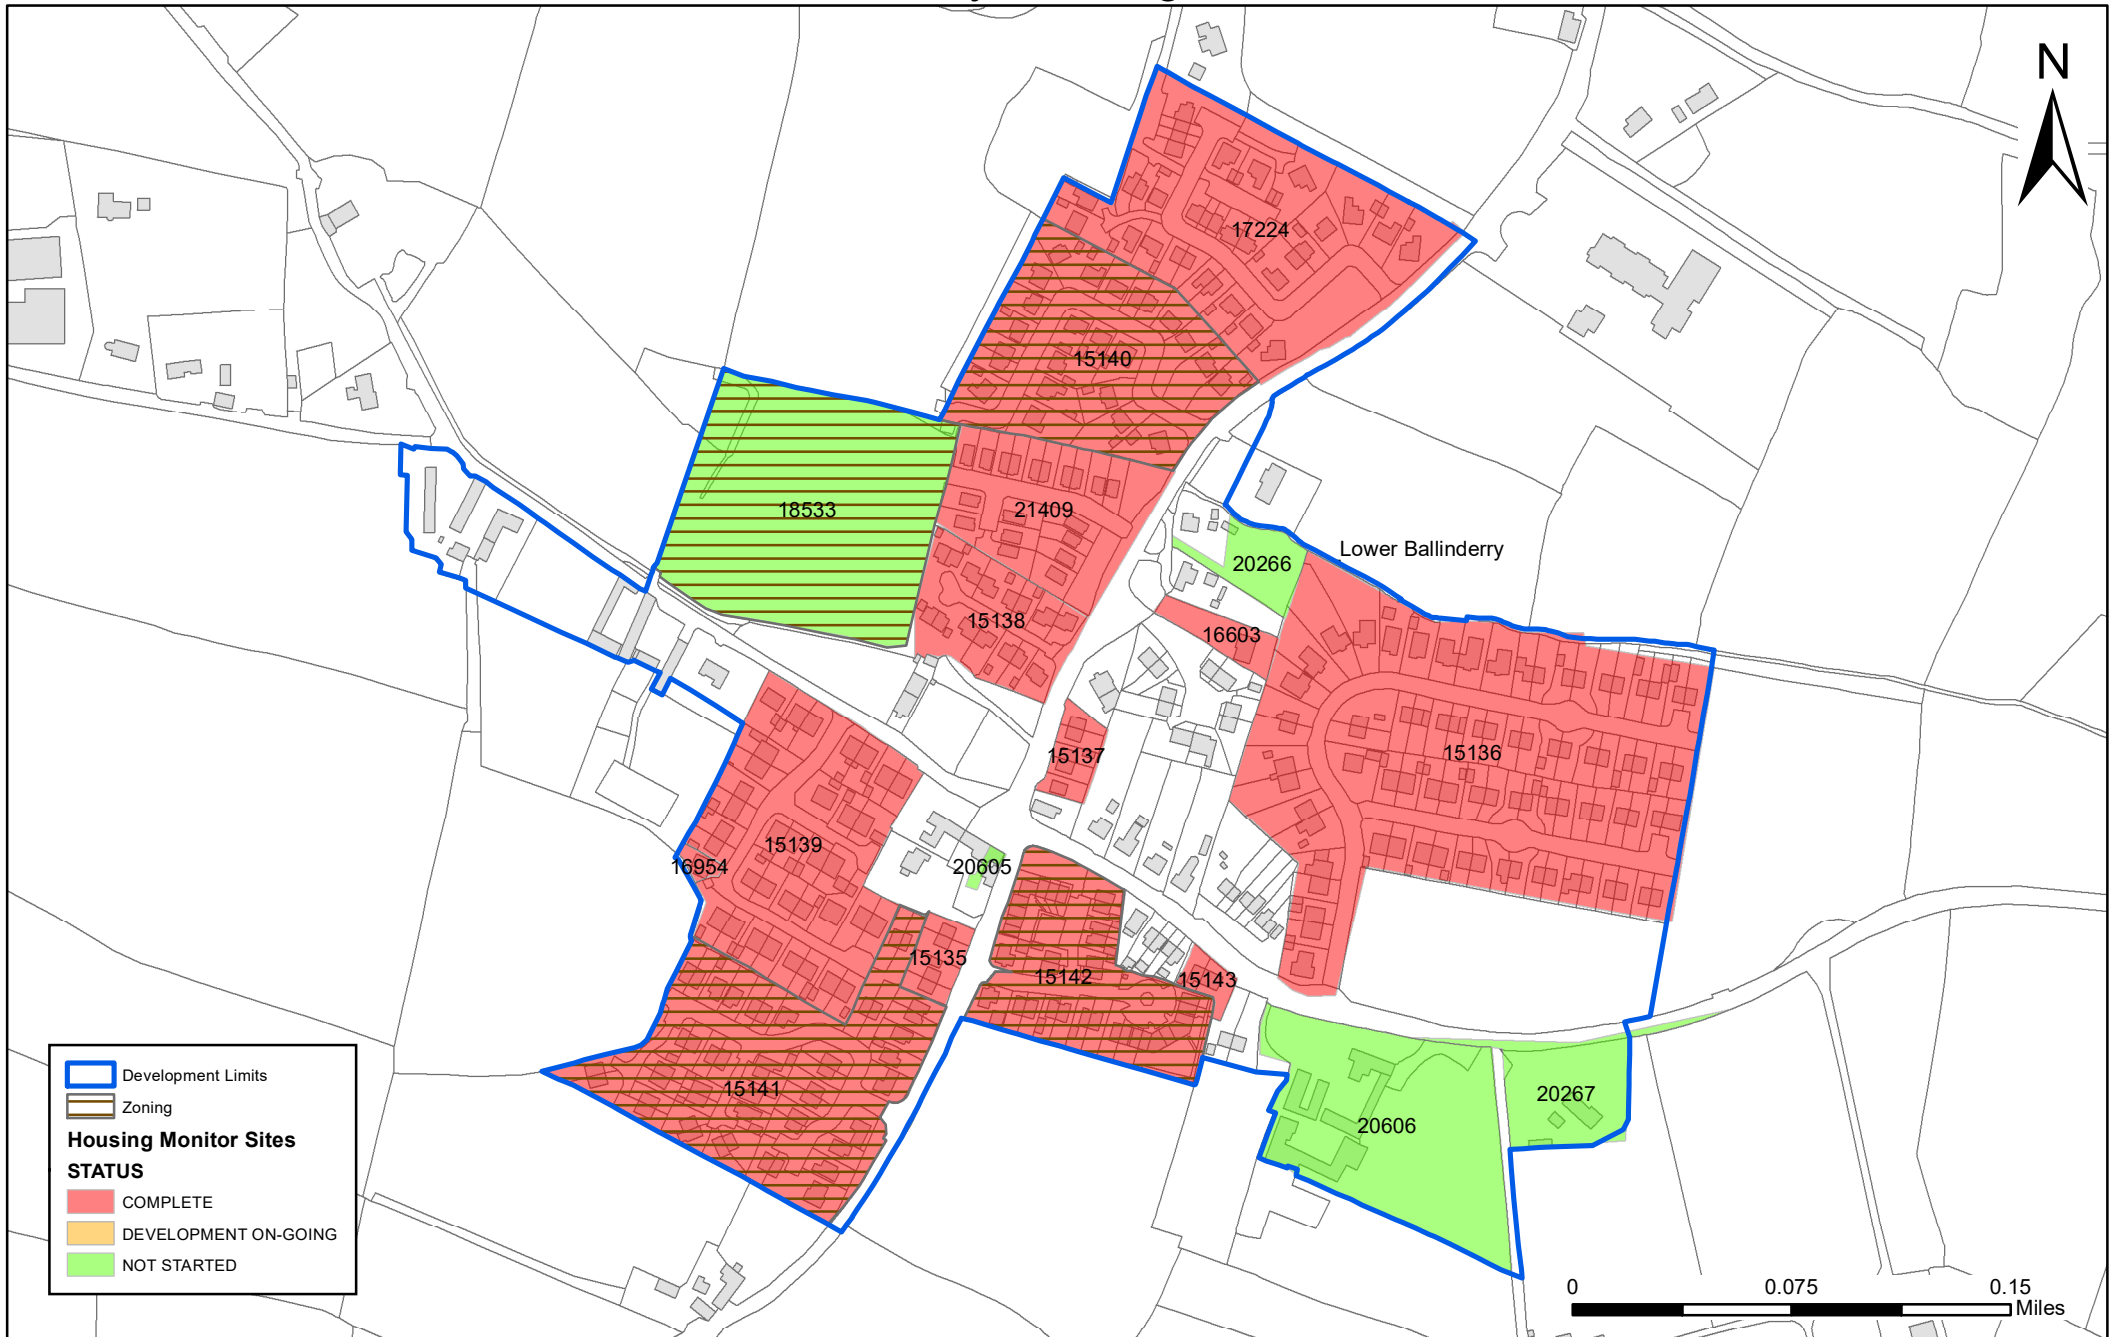 N
17224
15140
18533
21409
Lower Ballinderry
20266
15138
16603
15137
15136
15139
16954
20605
15135
15142
15143
15141
20267
20606
Development Limits
Zoning
Housing Monitor Sites
STATUS
COMPLETE
DEVELOPMENT ON-GOING
NOT STARTED
0 0.075 0.15
Miles